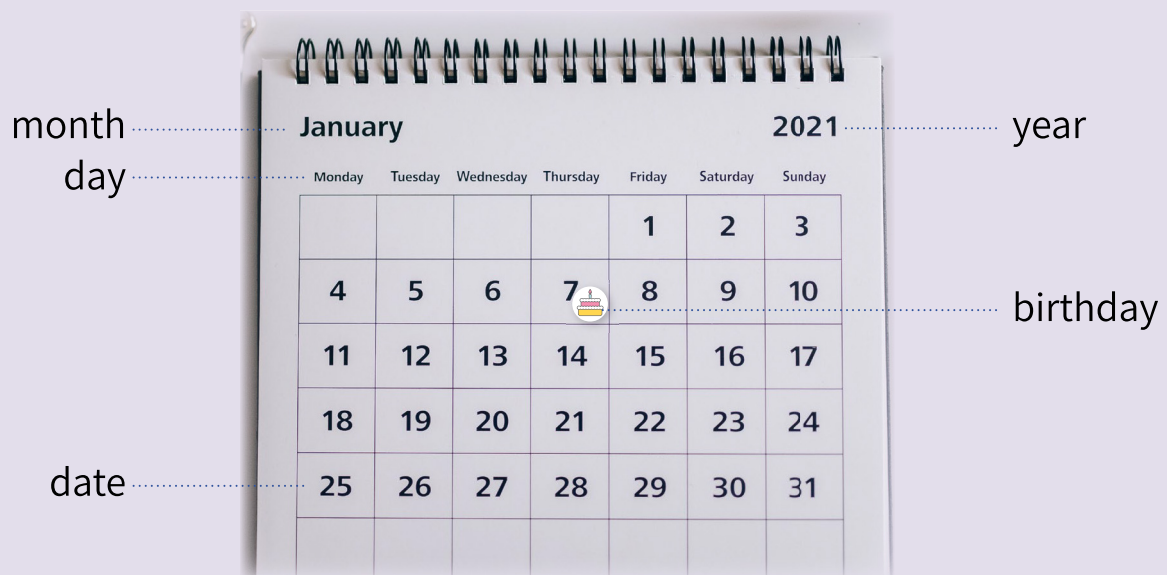 month January 2021 year
day Monday Tuesday Wednesday Thursday Friday Saturday Sunday
1 2 3
4 5 6 7 8 9 10
birthday
11 12 13 14 15 16 17
18 19 20 21 22 23 24
date 25 26 27 28 29 30 31